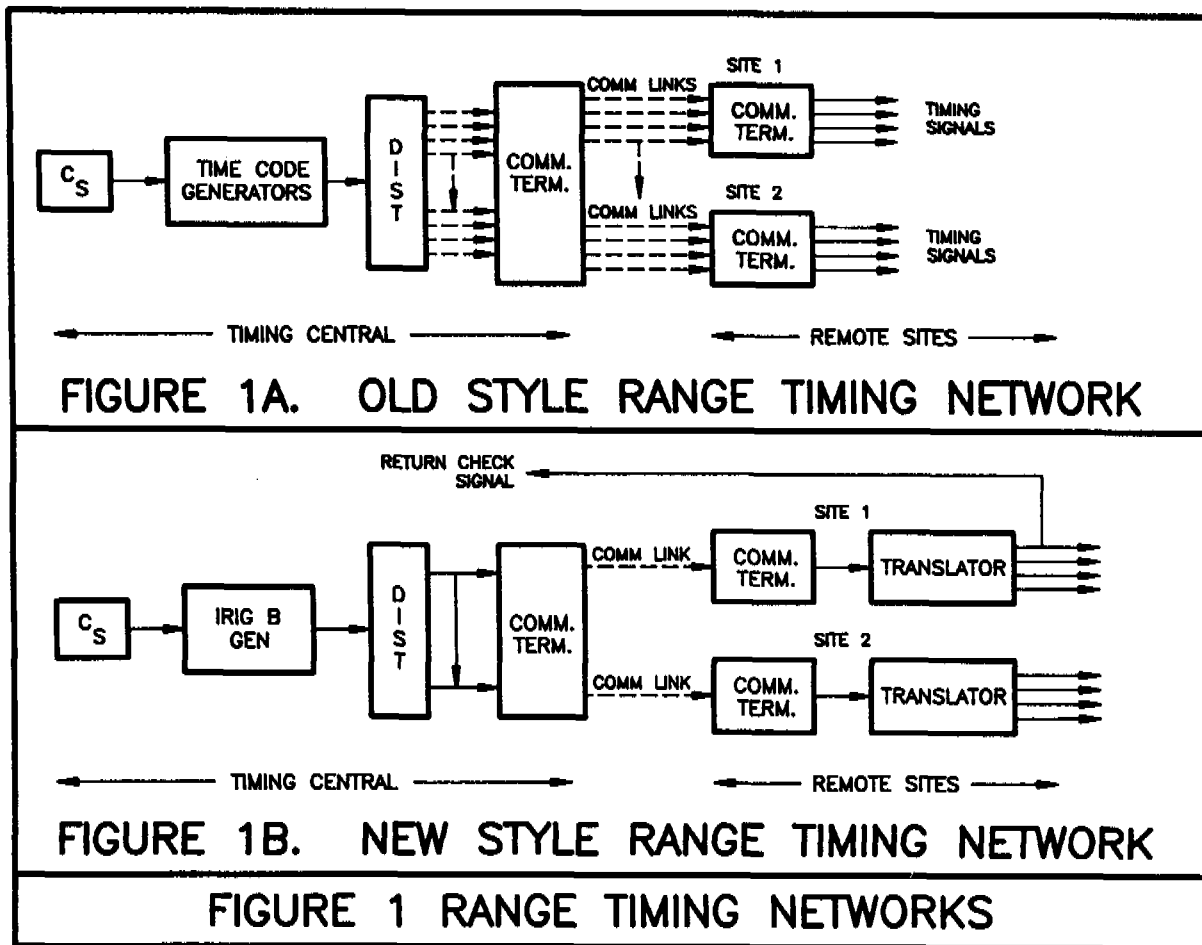 SITE 1
COMM LINKS
C_S
TIME CODE
GENERATORS
D
I
S
T
COMM.
TERM.
COMM.
TERM.
TIMING
SIGNALS
SITE 2
COMM LINKS
COMM.
TERM.
TIMING
SIGNALS
TIMING CENTRAL
REMOTE SITES
FIGURE 1A. OLD STYLE RANGE TIMING NETWORK
RETURN CHECK
SIGNAL
SITE 1
C_S
IRIG B
GEN
D
I
S
T
COMM.
TERM.
COMM LINK
COMM.
TERM.
TRANSLATOR
SITE 2
COMM LINK
COMM.
TERM.
TRANSLATOR
TIMING CENTRAL
REMOTE SITES
FIGURE 1B. NEW STYLE RANGE TIMING NETWORK
FIGURE 1 RANGE TIMING NETWORKS